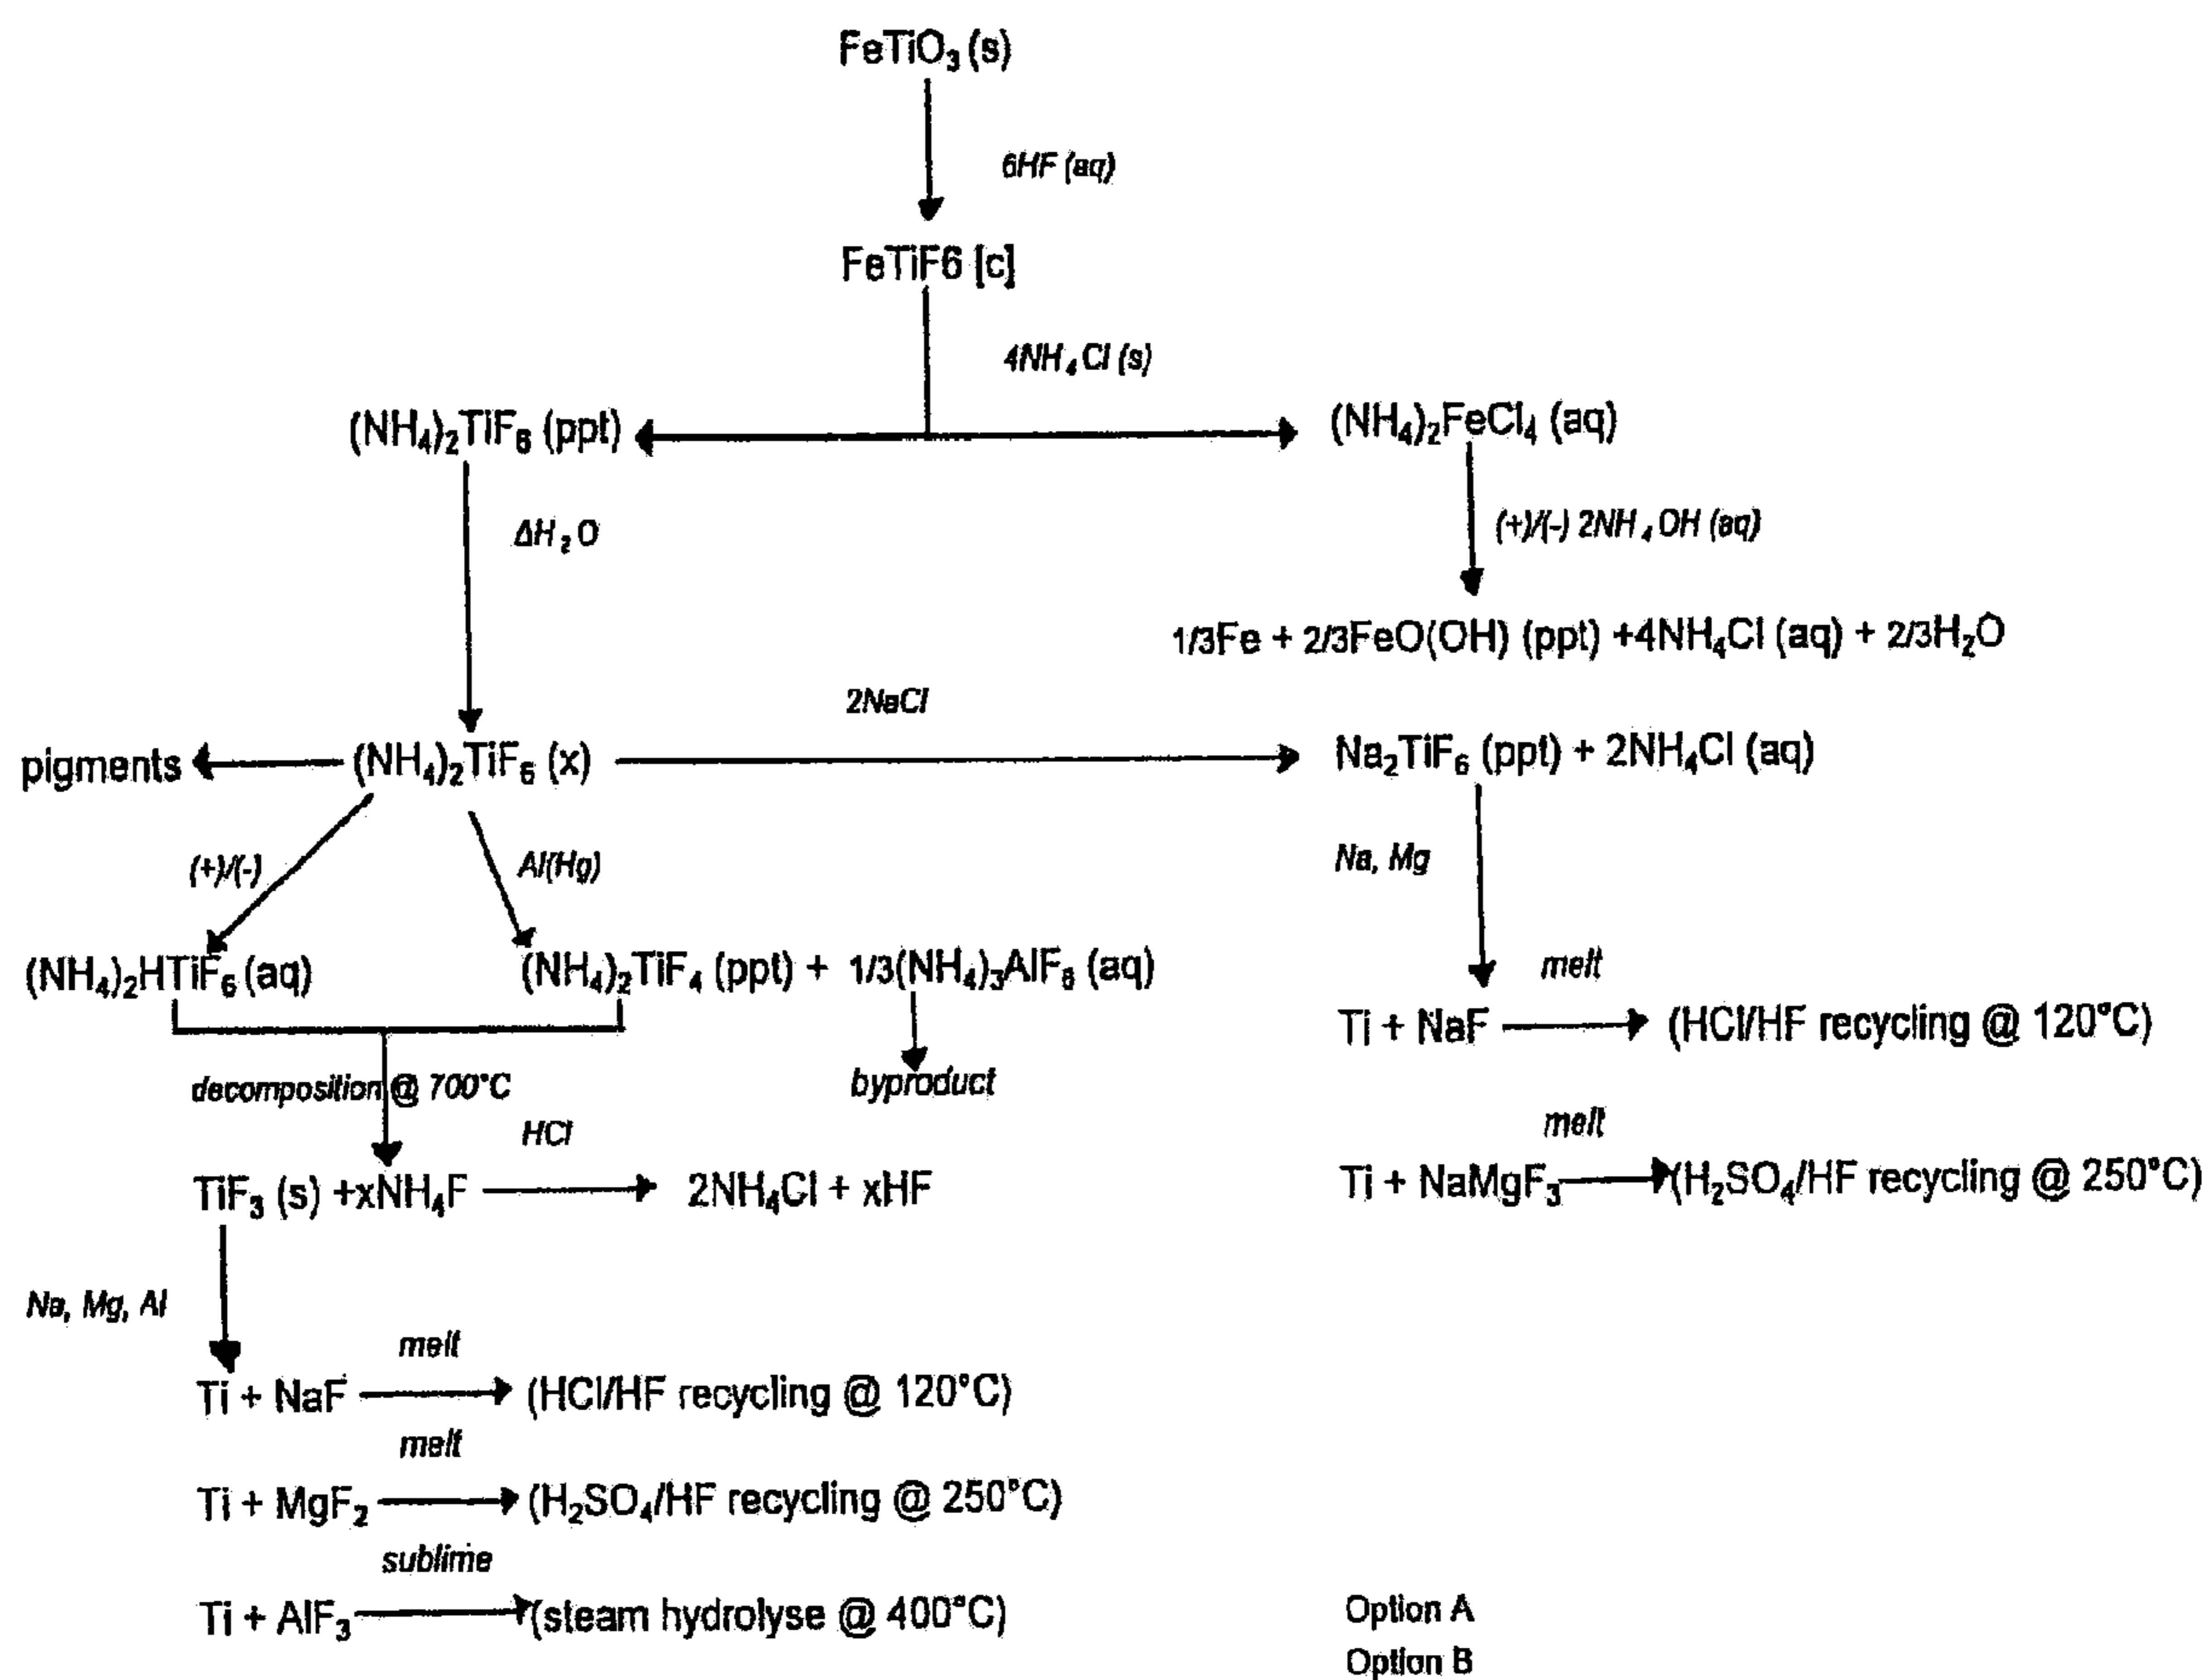 FeTiO₃ (s)
6HF (aq)
FeTiF6 [c]
4NH₄Cl (s)
(NH₄)₂TiF₆ (ppt)
(NH₄)₂FeCl₄ (aq)
ΔH₂O
(+)/(-) 2NH₄OH (aq)
1/3Fe + 2/3FeO(OH) (ppt) +4NH₄Cl (aq) + 2/3H₂O
2NaCl
pigments
(NH₄)₂TiF₆ (x)
Na₂TiF₆ (ppt) + 2NH₄Cl (aq)
(+)/(-)
Al(Hg)
Na, Mg
(NH₄)₂HTiF₆ (aq)
(NH₄)₂TiF₄ (ppt) + 1/3(NH₄)₃AlF₆ (aq)
melt
Ti + NaF
(HCl/HF recycling @ 120°C)
decomposition @ 700°C
byproduct
HCl
melt
TiF₃ (s) +xNH₄F
2NH₄Cl + xHF
Ti + NaMgF₃
(H₂SO₄/HF recycling @ 250°C)
Na, Mg, Al
melt
Ti + NaF
(HCl/HF recycling @ 120°C)
melt
Ti + MgF₂
(H₂SO₄/HF recycling @ 250°C)
sublime
Ti + AlF₃
(steam hydrolyse @ 400°C)
Option A
Option B